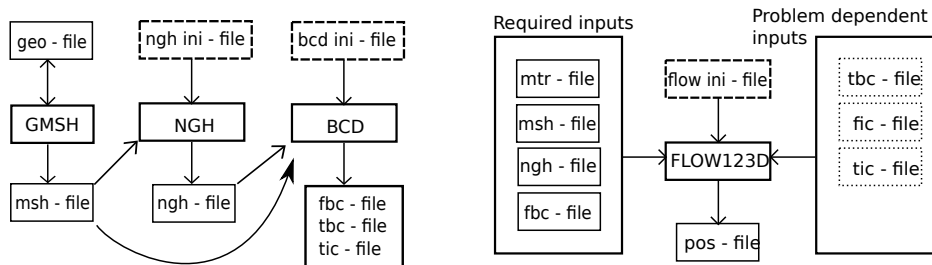 geo - file
ngh ini - file
bcd ini - file
GMSH
NGH
BCD
msh - file
ngh - file
fbc - file
tbc - file
tic - file
Required inputs
mtr - file
msh - file
ngh - file
fbc - file
flow ini - file
FLOW123D
pos - file
Problem dependent
inputs
tbc - file
fic - file
tic - file